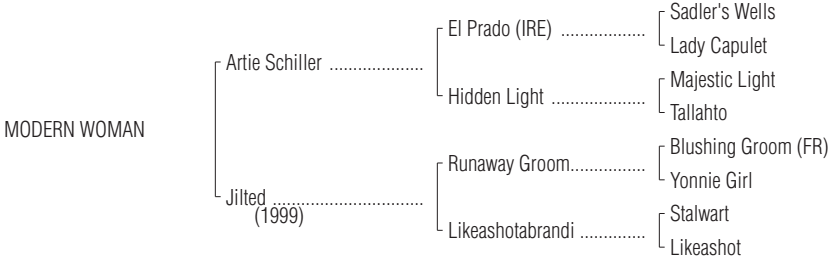 Sadler's Wells
El Prado (IRE) ...................
Lady Capulet
Artie Schiller .....................
Majestic Light
Hidden Light .....................
Tallahto
MODERN WOMAN
Blushing Groom (FR)
Runaway Groom................
Yonnie Girl
Jilted .................................
(1999)
Stalwart
Likeashotabrandi ...............
Likeashot